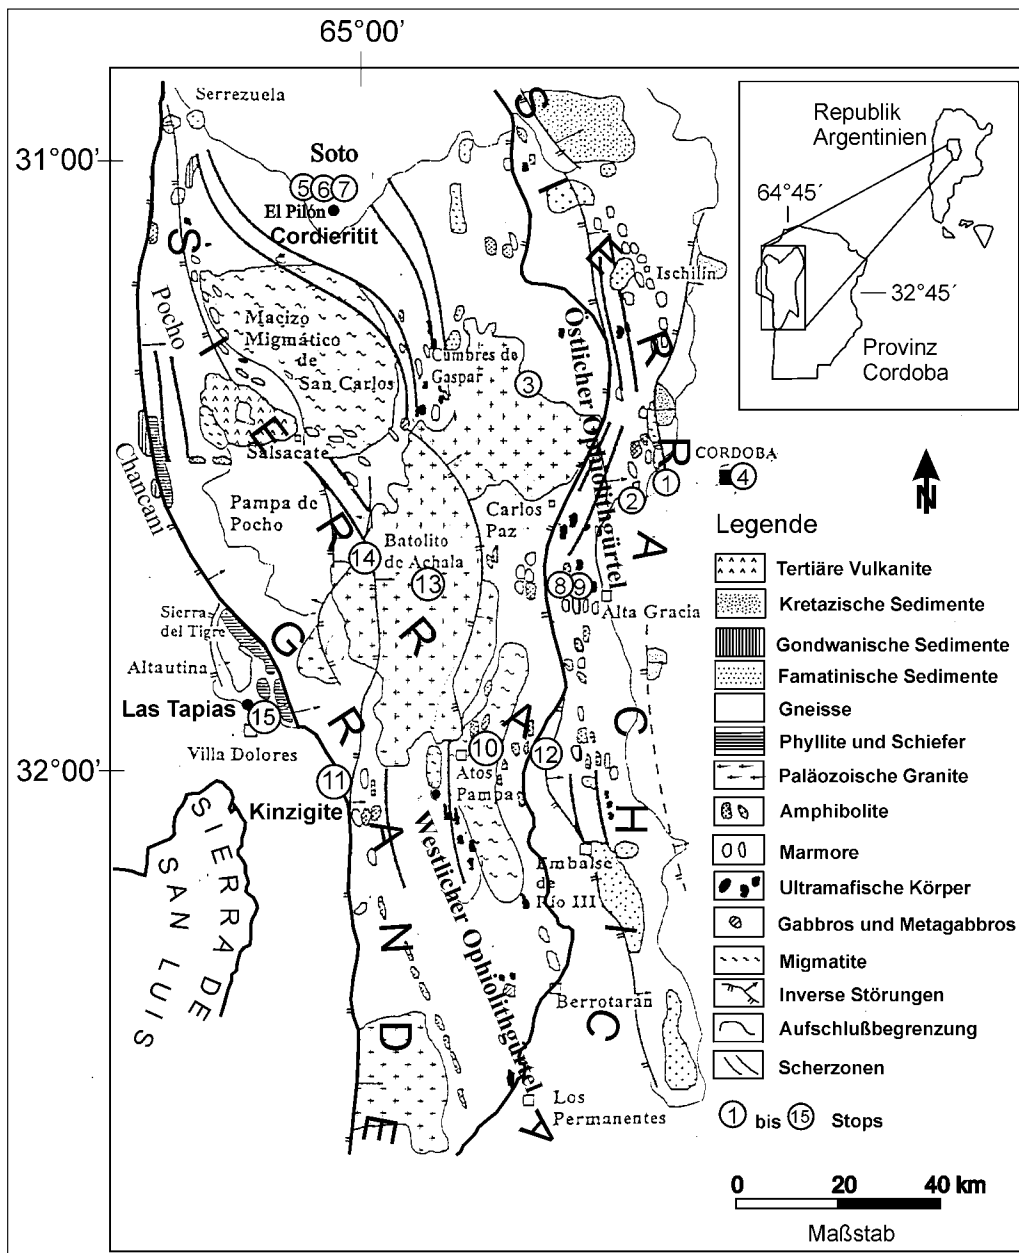 65°00'
31°00'
32°00'
Serrezuela
Soto
5 6 7
El Pilón
Cordieritit
Pocho
Macizo
Migmático
de
San Carlos
Cumbres de
Gaspar
3
Ischilín
Östlicher Ophiolithgürtel
Salsacate
Chancaní
Pampa de
Pocho
Carlos
Paz
2
1
CORDOBA
4
14
Batolito
de Achala
13
8 9
Alta Gracia
Sierra
del Tigre
Altautina
Las Tapias
15
Villa Dolores
10
Atos
Pampa
12
11
Kinzigite
Westlicher Ophiolithgürtel
Embalse
de
Río III
Berrotarán
Los
Permanentes
SIERRA GRANDE
SIERRA CHICA
SIERRA DE
SAN LUIS
Republik
Argentinien
64°45´
32°45´
Provinz
Cordoba
N
Legende
Tertiäre Vulkanite
Kretazische Sedimente
Gondwanische Sedimente
Famatinische Sedimente
Gneisse
Phyllite und Schiefer
Paläozoische Granite
Amphibolite
Marmore
Ultramafische Körper
Gabbros und Metagabbros
Migmatite
Inverse Störungen
Aufschlußbegrenzung
Scherzonen
1 bis 15 Stops
0 20 40 km
Maßstab